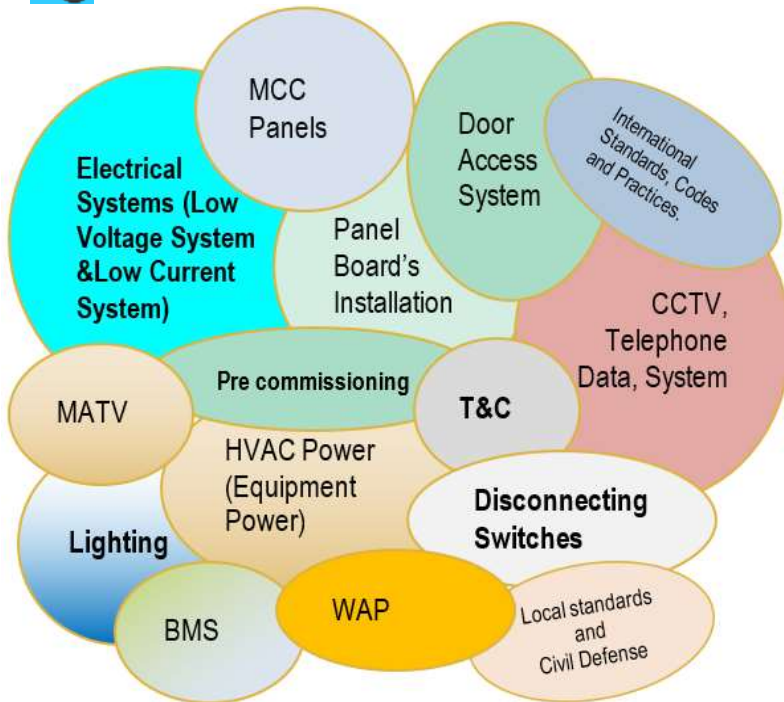 MCC
Panels
Door
Access
System
International
Standards, Codes
and Practices.
Electrical
Systems (Low
Voltage System
&Low Current
System)
Panel
Board's
Installation
CCTV,
Telephone
Data, System
Pre commissioning
MATV
T&C
HVAC Power
(Equipment
Power)
Disconnecting
Switches
Lighting
BMS
WAP
Local standards
and
Civil Defense